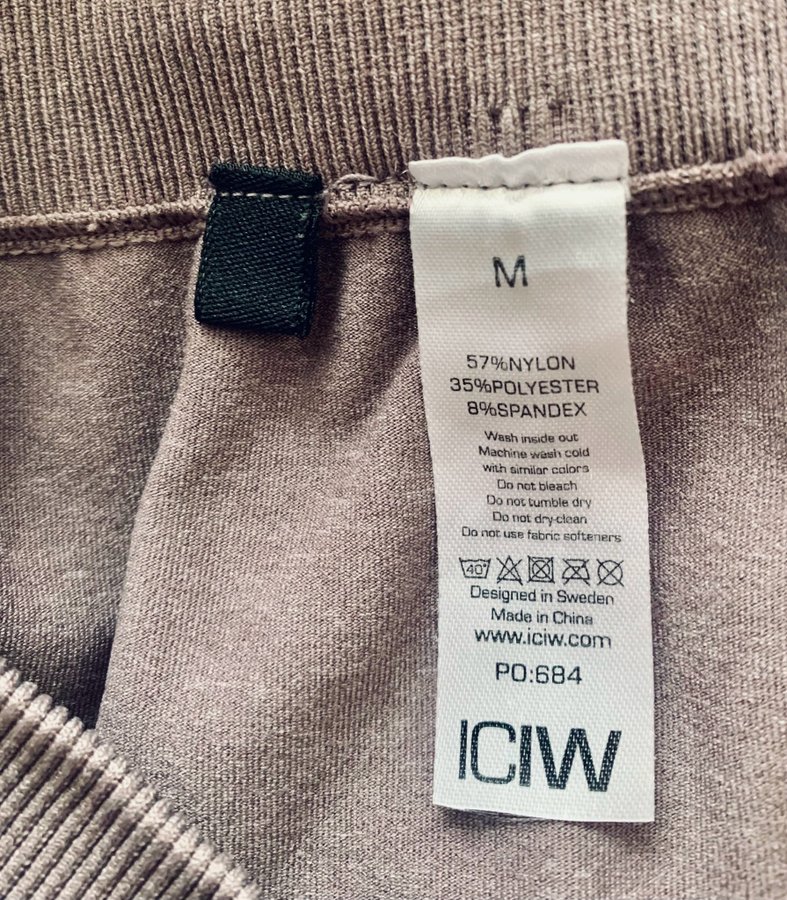 M
57%NYLON
35%POLYESTER
8%SPANDEX
Wash inside out
Machine wash cold
with similar colors
Do not bleach
Do not tumble dry
Do not dry-clean
Do not use fabric softeners
40°
Designed in Sweden
Made in China
www.iciw.com
PO:684
ICIW